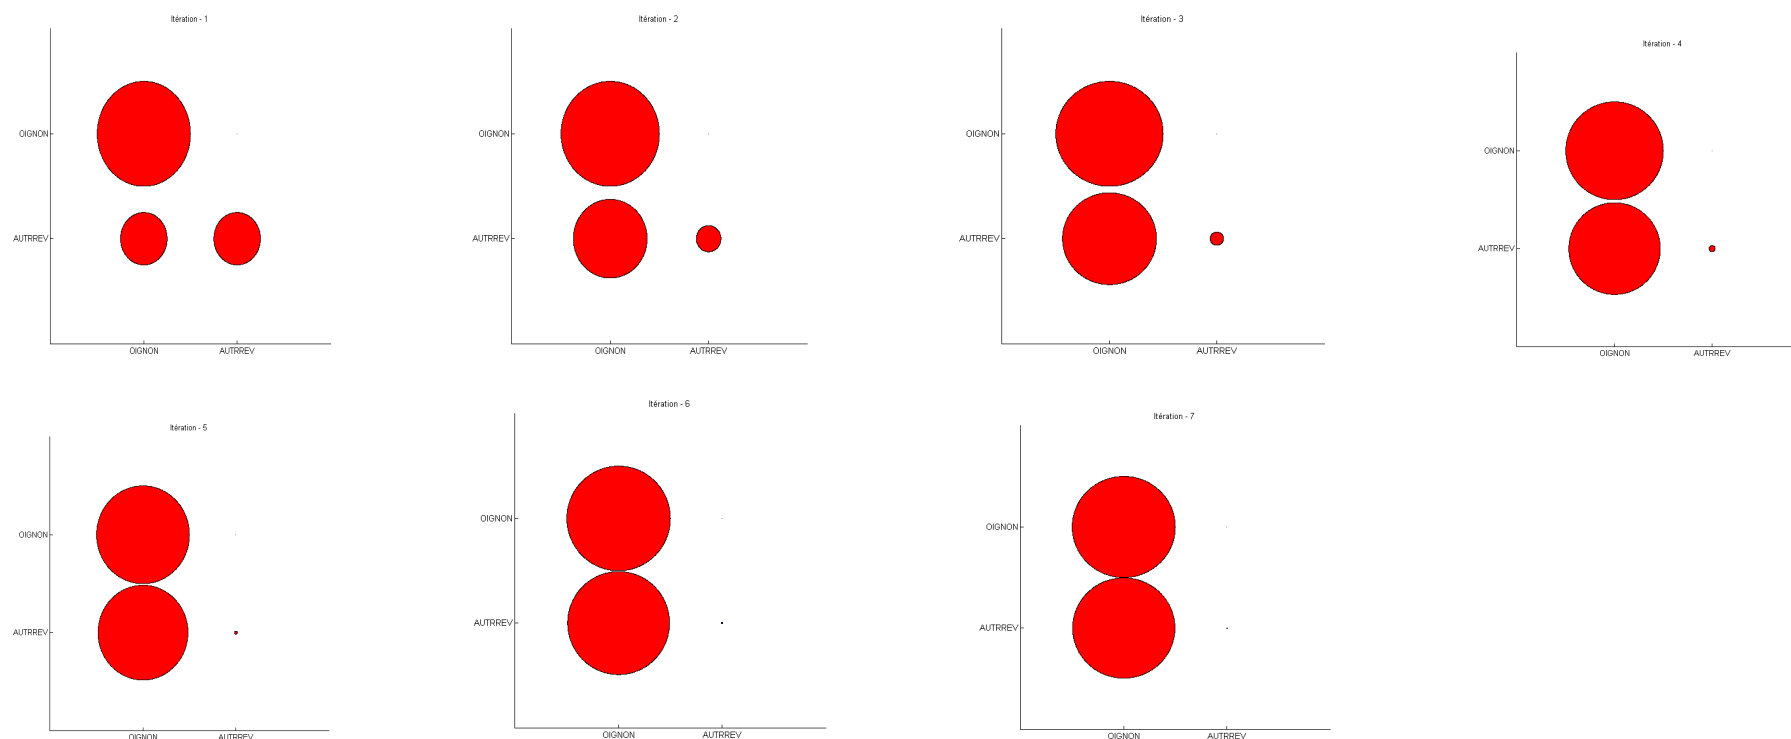 Itération - 1
OIGNON
AUTRREV
OIGNON AUTRREV
Itération - 2
OIGNON
AUTRREV
OIGNON AUTRREV
Itération - 3
OIGNON
AUTRREV
OIGNON AUTRREV
Itération - 4
OIGNON
AUTRREV
OIGNON AUTRREV
Itération - 5
OIGNON
AUTRREV
OIGNON AUTRREV
Itération - 6
OIGNON
AUTRREV
OIGNON AUTRREV
Itération - 7
OIGNON
AUTRREV
OIGNON AUTRREV